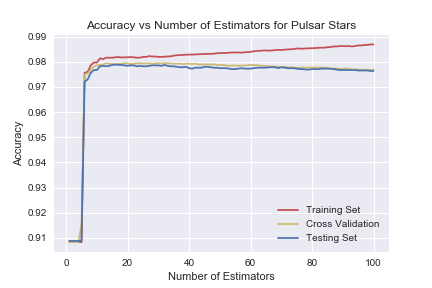 Accuracy vs Number of Estimators for Pulsar Stars
0.99
0.98
0.97
0.96
0.95
0.94
0.93
0.92
0.91
Accuracy
Training Set
Cross Validation
Testing Set
0 20 40 60 80 100
Number of Estimators